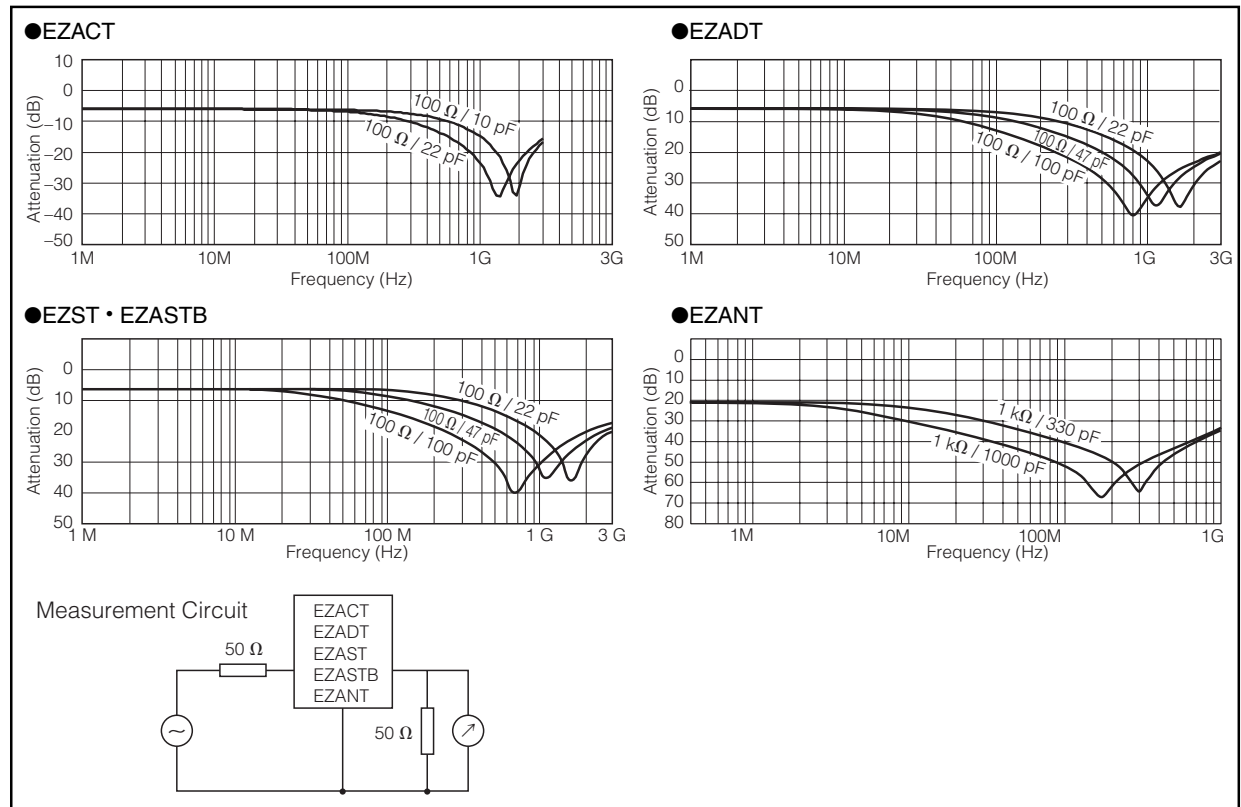 ●EZACT
10
0
–10
–20
–30
–40
–50
Attenuation (dB)
100 Ω / 10 pF
100 Ω / 22 pF
1M 10M 100M 1G 3G
Frequency (Hz)
●EZADT
0
10
20
30
40
50
Attenuation (dB)
100 Ω / 22 pF
100 Ω / 47 pF
100 Ω / 100 pF
1M 10M 100M 1G 3G
Frequency (Hz)
●EZST・EZASTB
0
10
20
30
40
50
Attenuation (dB)
100 Ω / 22 pF
100 Ω / 47 pF
100 Ω / 100 pF
1 M 10 M 100 M 1 G 3 G
Frequency (Hz)
●EZANT
0
10
20
30
40
50
60
70
80
Attenuation (dB)
1 kΩ / 330 pF
1 kΩ / 1000 pF
1M 10M 100M 1G
Frequency (Hz)
Measurement Circuit
50 Ω
EZACT
EZADT
EZAST
EZASTB
EZANT
50 Ω